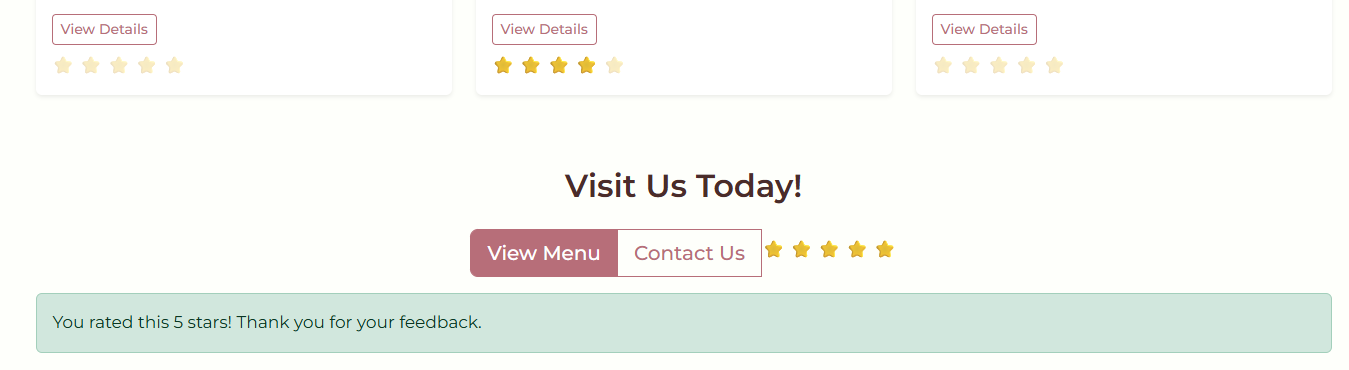 View Details View Details View Details
Visit Us Today!
View Menu Contact Us
You rated this 5 stars! Thank you for your feedback.